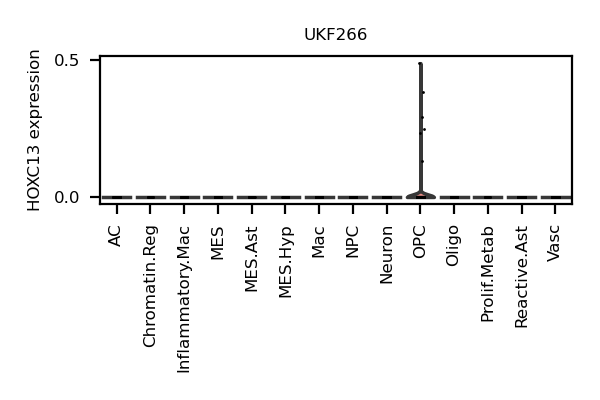 UKF266
HOXC13 expression
0.5
0.0
AC
Chromatin.Reg
Inflammatory.Mac
MES
MES.Ast
MES.Hyp
Mac
NPC
Neuron
OPC
Oligo
Prolif.Metab
Reactive.Ast
Vasc